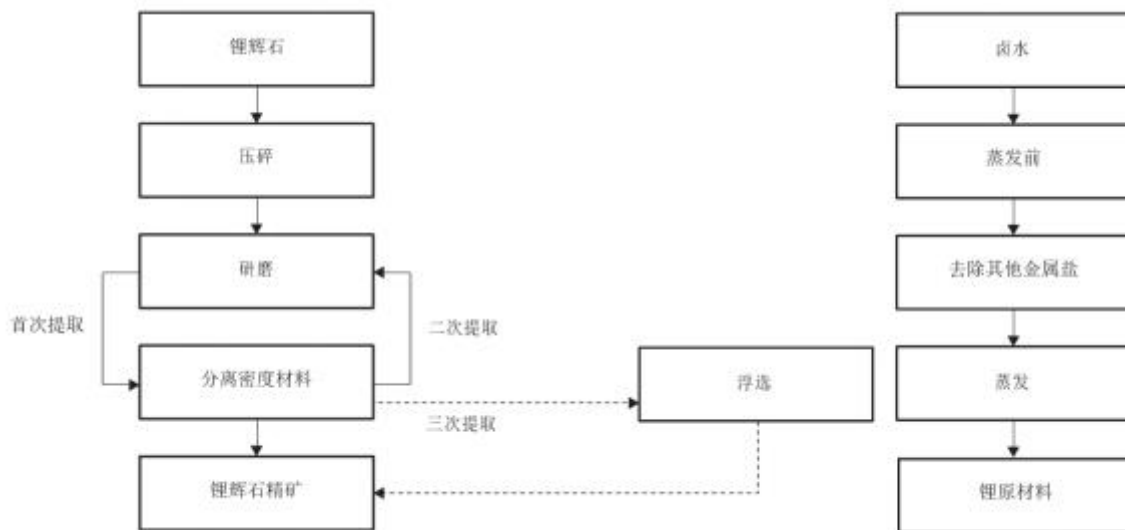 锂辉石
压碎
研磨
首次提取
二次提取
分离密度材料
三次提取
浮选
锂辉石精矿
卤水
蒸发前
去除其他金属盐
蒸发
锂原材料